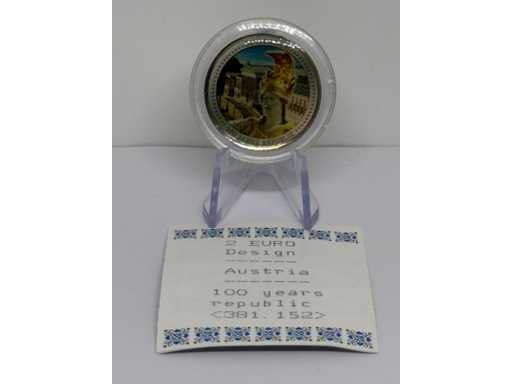 2 EURO
Design
------
Austria
-------
100 years
republic
<381.152>